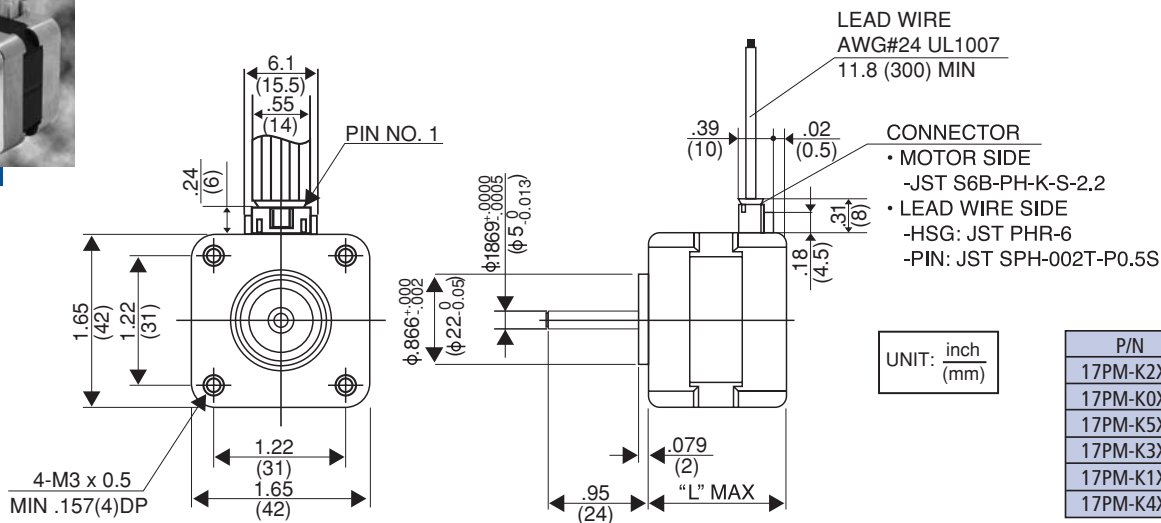 LEAD WIRE
AWG#24 UL1007
11.8 (300) MIN
6.1
(15.5)
.55
(14)
PIN NO. 1
.24
(6)
.39
(10)
.02
(0.5)
CONNECTOR
• MOTOR SIDE
-JST S6B-PH-K-S-2.2
• LEAD WIRE SIDE
-HSG: JST PHR-6
-PIN: JST SPH-002T-P0.5S
.31
(8)
.18
(4.5)
ϕ1869+.0000
-.0005
(ϕ5 0
-0.013)
ϕ.866+.000
-.002
(ϕ22 0
-0.05)
1.65
(42)
1.22
(31)
1.22
(31)
1.65
(42)
4-M3 x 0.5
MIN .157(4)DP
.079
(2)
.95
(24)
“L” MAX
UNIT: inch
(mm)
P/N
17PM-K2X
17PM-K0X
17PM-K5X
17PM-K3X
17PM-K1X
17PM-K4X